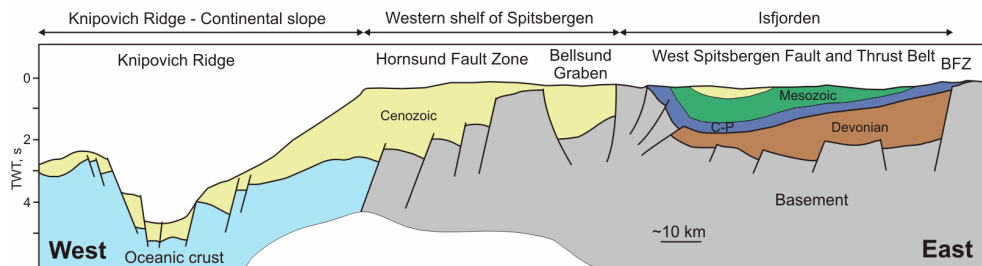 Knipovich Ridge - Continental slope
Western shelf of Spitsbergen
Isfjorden
Knipovich Ridge
Hornsund Fault Zone
Bellsund
Graben
West Spitsbergen Fault and Thrust Belt
BFZ
0
2
4
TWT, s
Cenozoic
Mesozoic
C-P
Devonian
Basement
~10 km
West
Oceanic crust
East